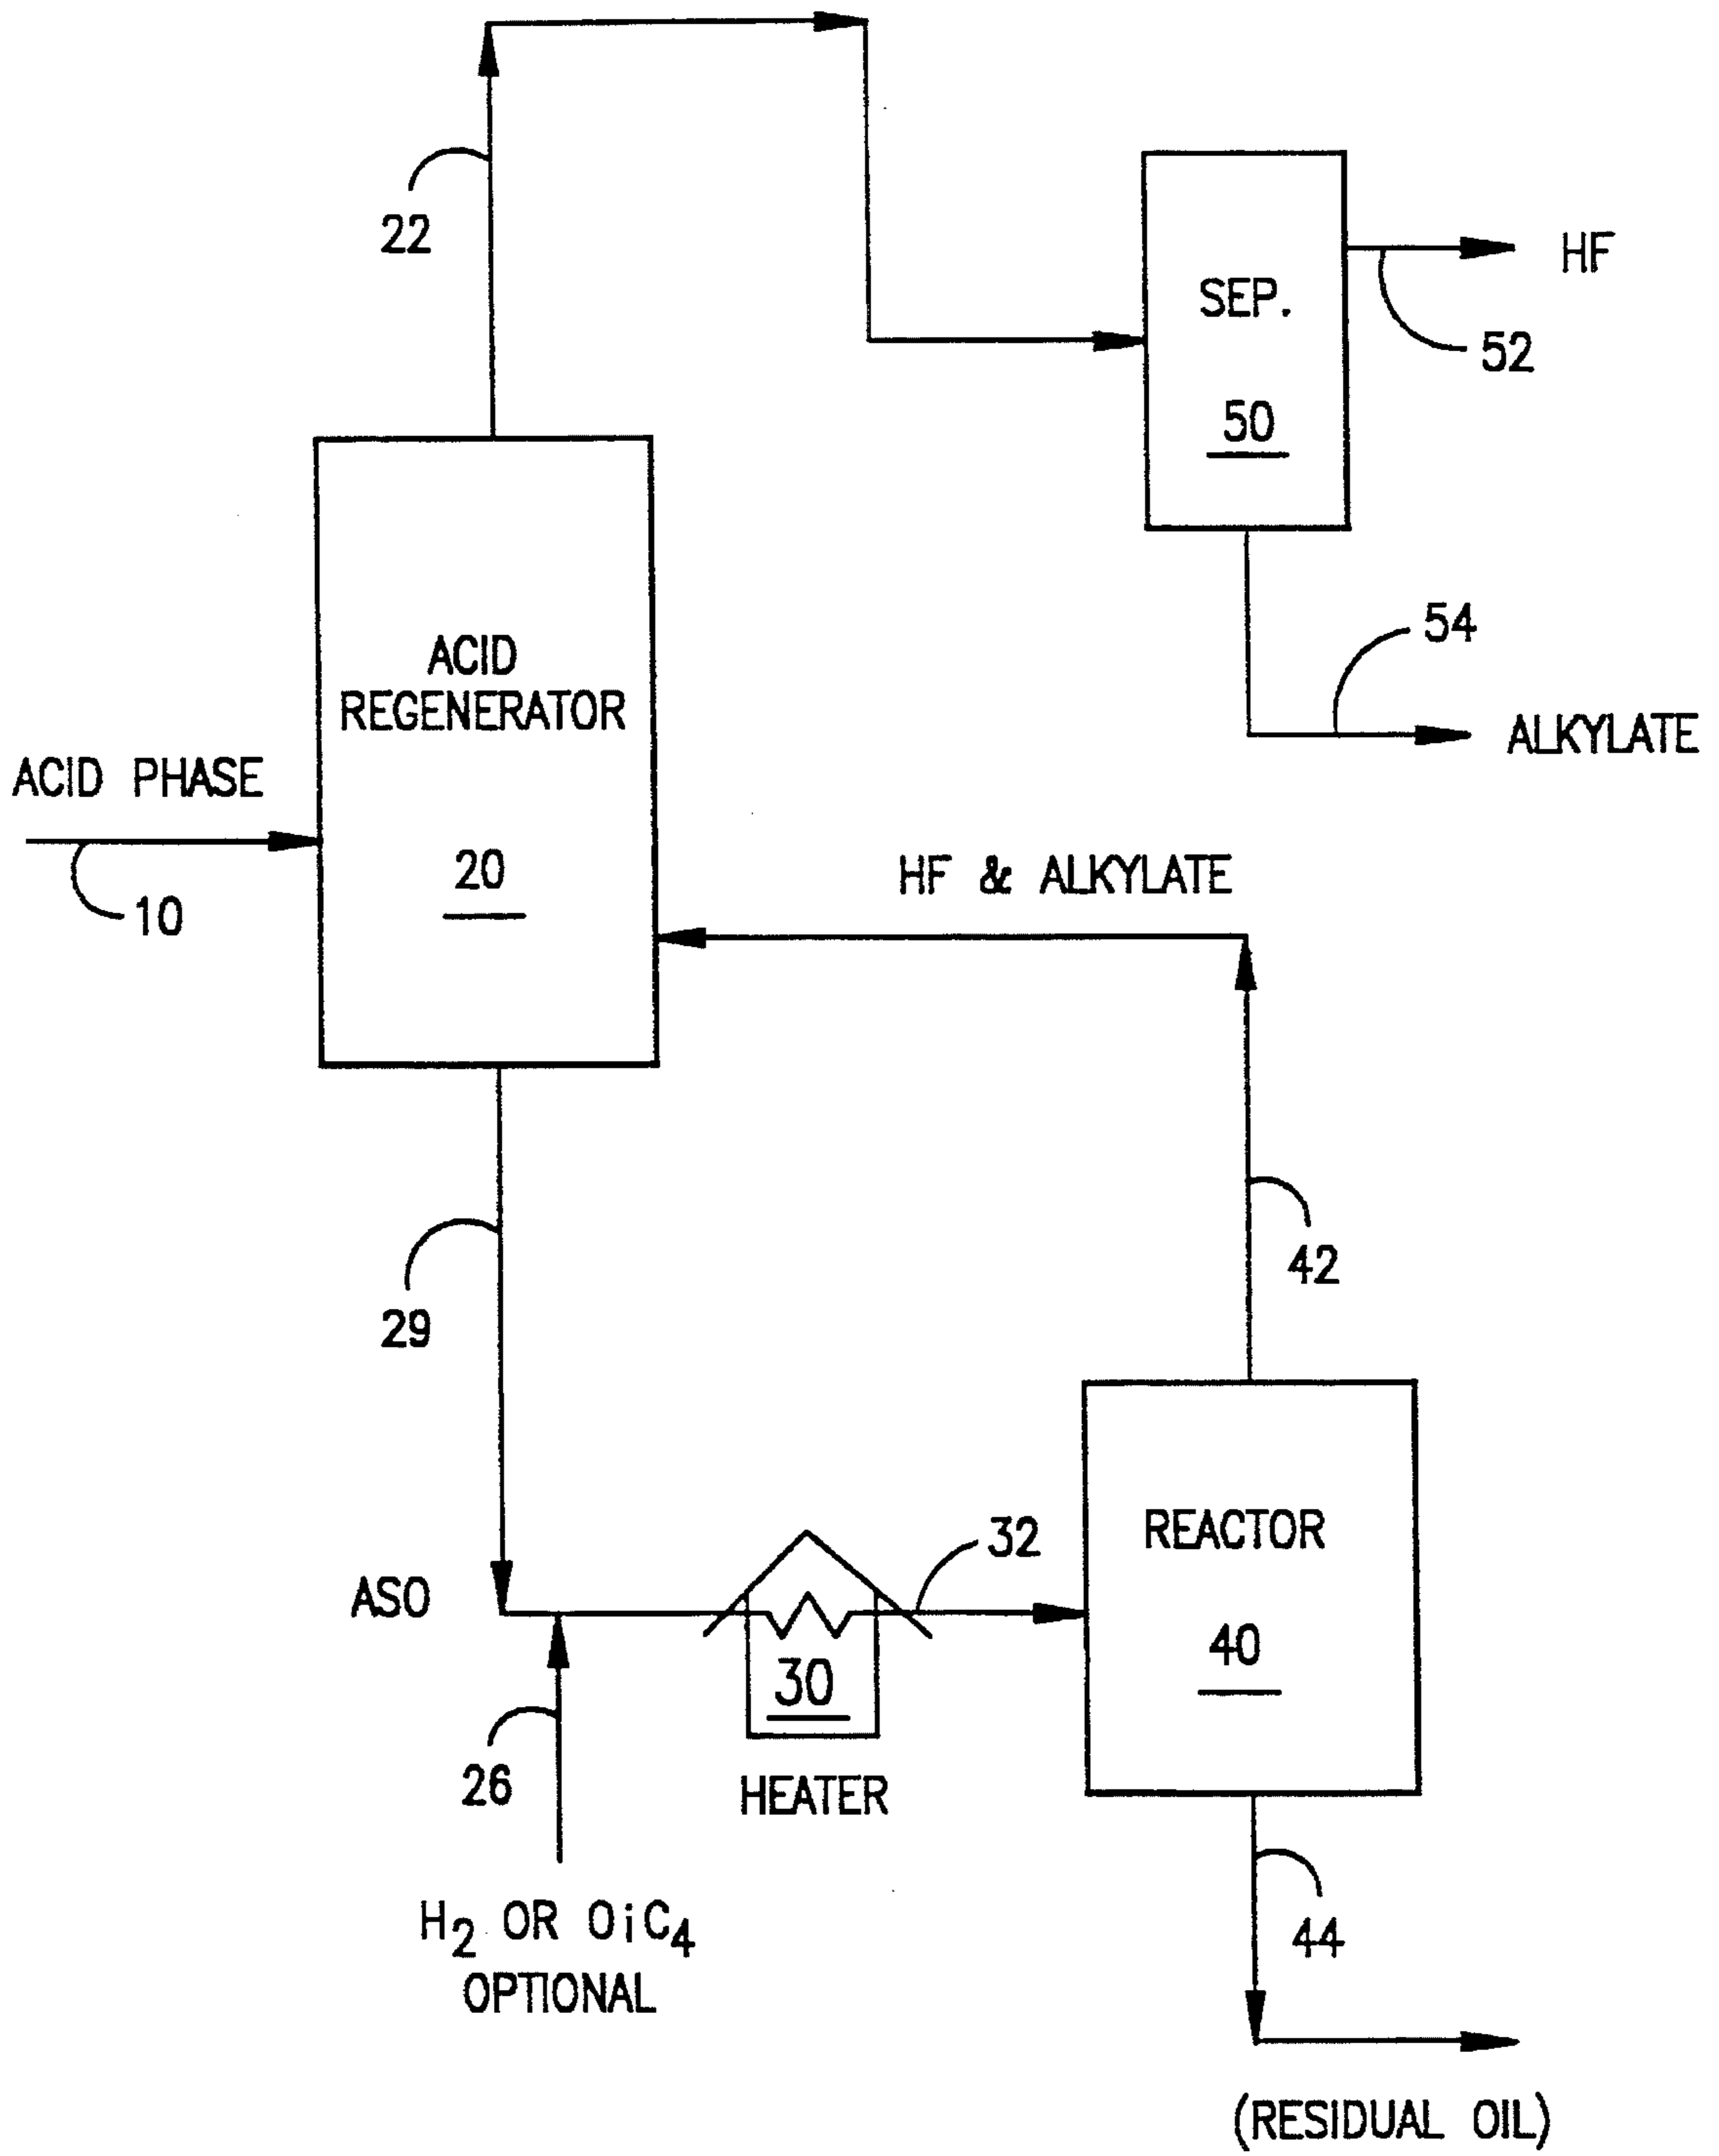 22
HF
SEP.
52
50
54
ACID
REGENERATOR
ALKYLATE
ACID PHASE
20
HF & ALKYLATE
10
42
29
32
REACTOR
ASO
40
30
26
HEATER
H2 OR OiC4
OPTIONAL
44
(RESIDUAL OIL)